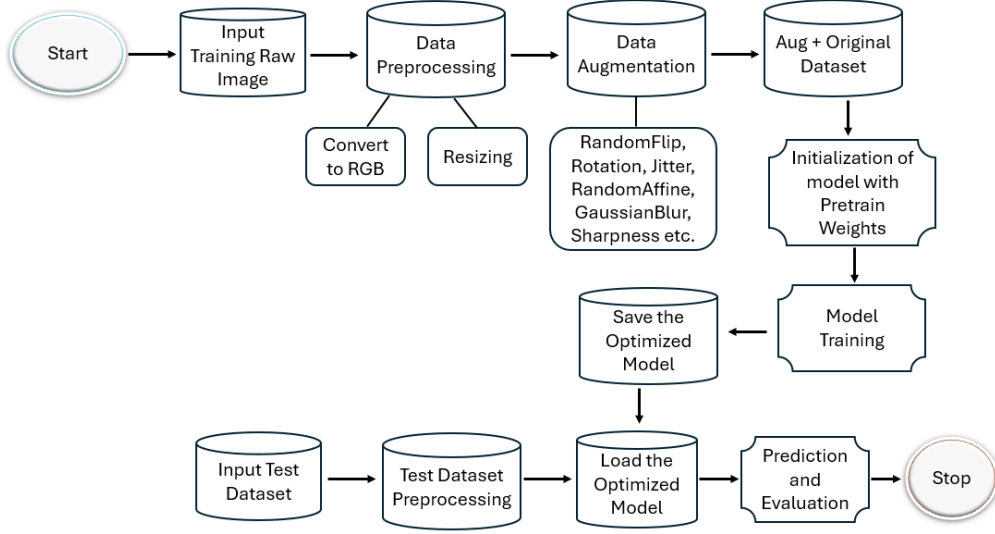 Start
Input
Training Raw
Image
Data
Preprocessing
Data
Augmentation
Aug + Original
Dataset
Convert
to RGB
Resizing
RandomFlip,
Rotation, Jitter,
RandomAffine,
GaussianBlur,
Sharpness etc.
Initialization of
model with
Pretrain
Weights
Model
Training
Save the
Optimized
Model
Input Test
Dataset
Test Dataset
Preprocessing
Load the
Optimized
Model
Prediction
and
Evaluation
Stop